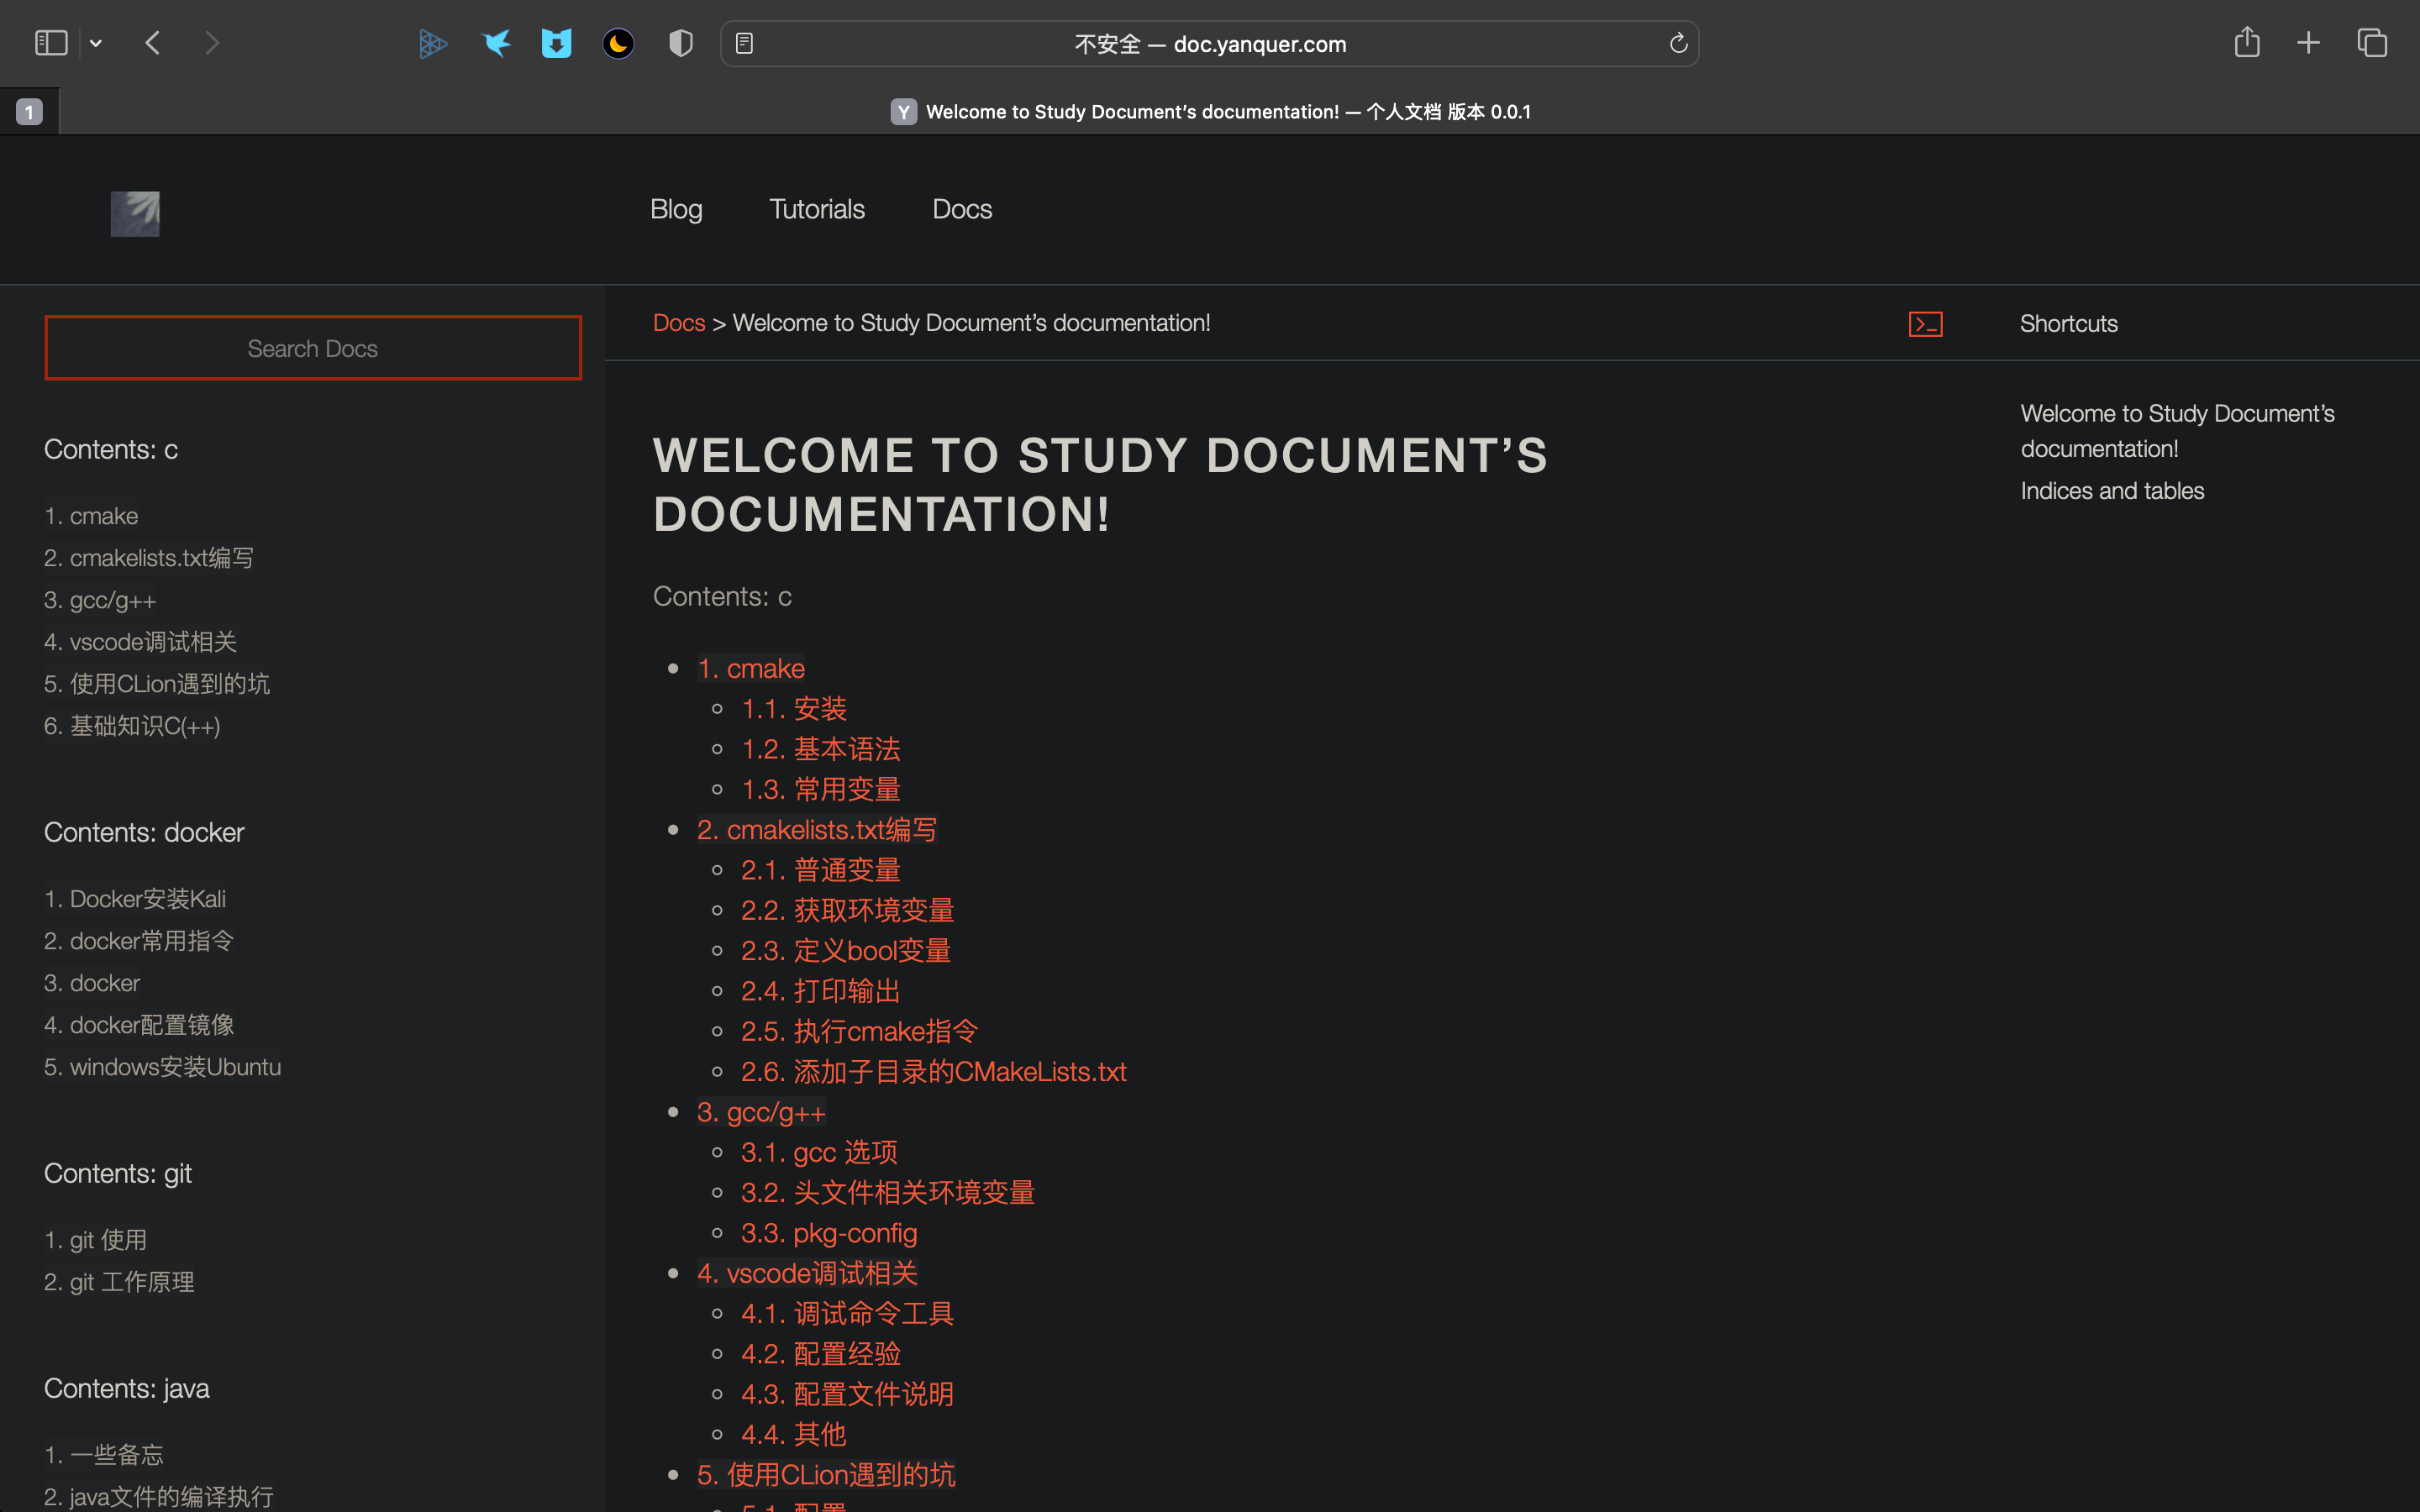 不安全 — doc.yanquer.com
1
Y Welcome to Study Document’s documentation! — 个人文档 版本 0.0.1
Blog Tutorials Docs
Search Docs
Contents: c
1. cmake
2. cmakelists.txt编写
3. gcc/g++
4. vscode调试相关
5. 使用CLion遇到的坑
6. 基础知识C(++)
Contents: docker
1. Docker安装Kali
2. docker常用指令
3. docker
4. docker配置镜像
5. windows安装Ubuntu
Contents: git
1. git 使用
2. git 工作原理
Contents: java
1. 一些备忘
2. java文件的编译执行
Docs > Welcome to Study Document’s documentation!
WELCOME TO STUDY DOCUMENT’S
DOCUMENTATION!
Contents: c
1. cmake
1.1. 安装
1.2. 基本语法
1.3. 常用变量
2. cmakelists.txt编写
2.1. 普通变量
2.2. 获取环境变量
2.3. 定义bool变量
2.4. 打印输出
2.5. 执行cmake指令
2.6. 添加子目录的CMakeLists.txt
3. gcc/g++
3.1. gcc 选项
3.2. 头文件相关环境变量
3.3. pkg-config
4. vscode调试相关
4.1. 调试命令工具
4.2. 配置经验
4.3. 配置文件说明
4.4. 其他
5. 使用CLion遇到的坑
5.1. 配置
Shortcuts
Welcome to Study Document’s
documentation!
Indices and tables